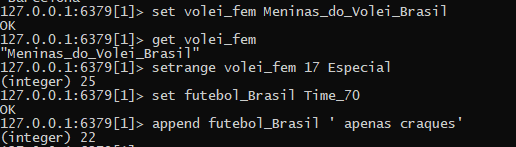 127.0.0.1:6379[1]> set volei_fem Meninas_do_Volei_Brasil
OK
127.0.0.1:6379[1]> get volei_fem
"Meninas_do_Volei_Brasil"
127.0.0.1:6379[1]> setrange volei_fem 17 Especial
(integer) 25
127.0.0.1:6379[1]> set futebol_Brasil Time_70
OK
127.0.0.1:6379[1]> append futebol_Brasil ' apenas craques'
(integer) 22